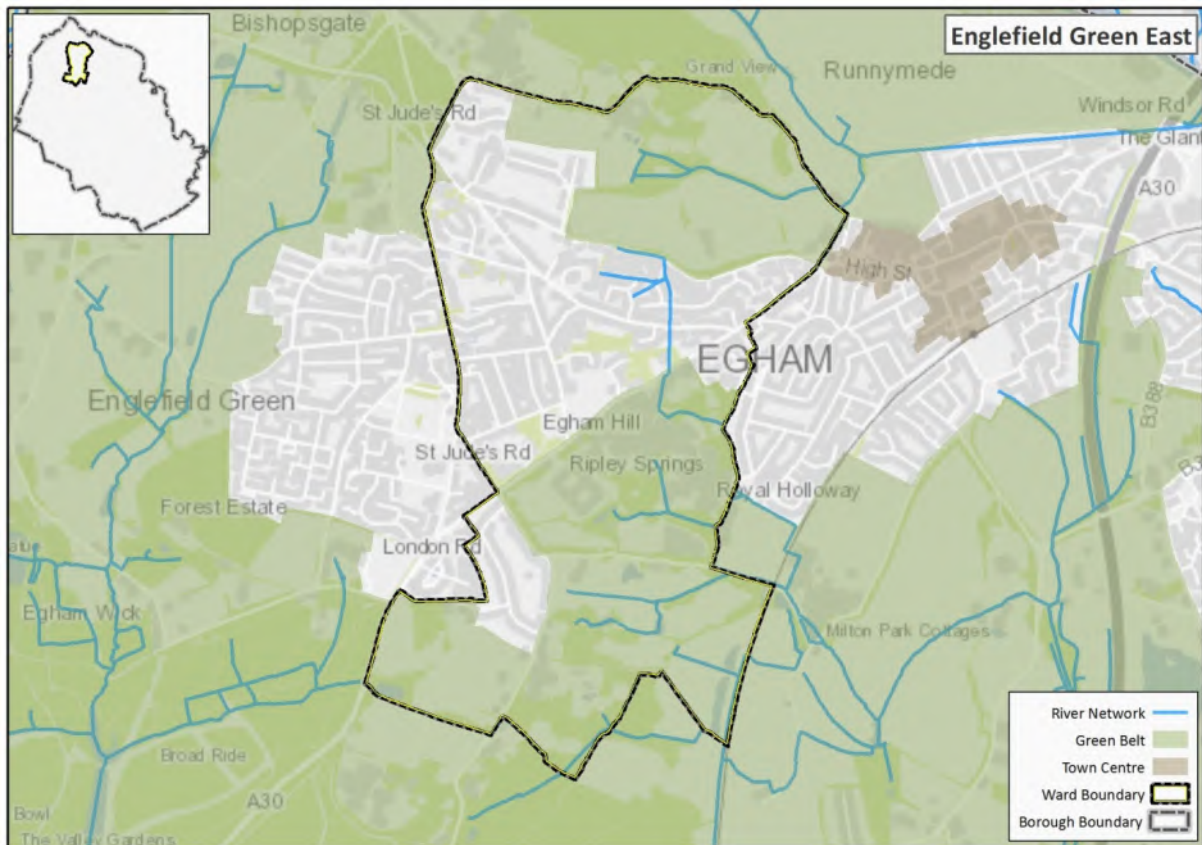 Bishopsgate
Englefield Green East
Grand View
Runnymede
St Jude's Rd
Windsor Rd
The Glant
A30
High St
EGHAM
Englefield Green
Egham Hill
St Jude's Rd
Ripley Springs
B388
Royal Holloway
Forest Estate
London Rd
Egham Wick
Milton Park Cottages
Broad Ride
A30
Bowl
The Valley Gardens
River Network
Green Belt
Town Centre
Ward Boundary
Borough Boundary